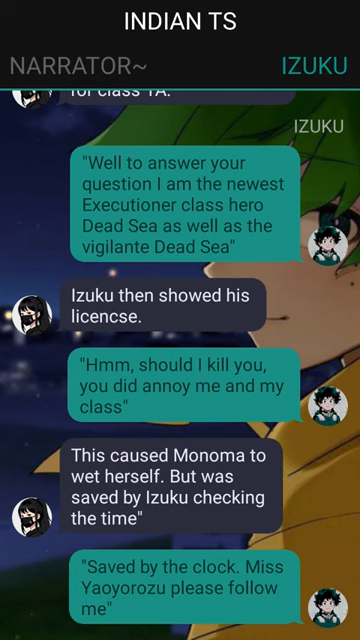 INDIAN TS
NARRATOR~ IZUKU
for class 1A.
IZUKU
"Well to answer your
question I am the newest
Executioner class hero
Dead Sea as well as the
vigilante Dead Sea"
Izuku then showed his
licencse.
"Hmm, should I kill you,
you did annoy me and my
class"
This caused Monoma to
wet herself. But was
saved by Izuku checking
the time"
"Saved by the clock. Miss
Yaoyorozu please follow
me"